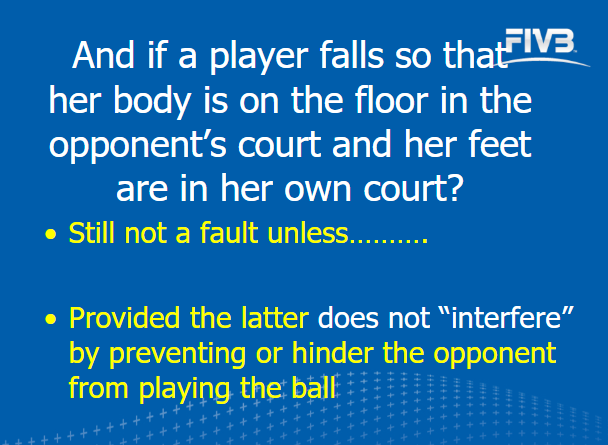 FIVB
And if a player falls so that
her body is on the floor in the
opponent’s court and her feet
are in her own court?
• Still not a fault unless……….
• Provided the latter does not “interfere”
by preventing or hinder the opponent
from playing the ball